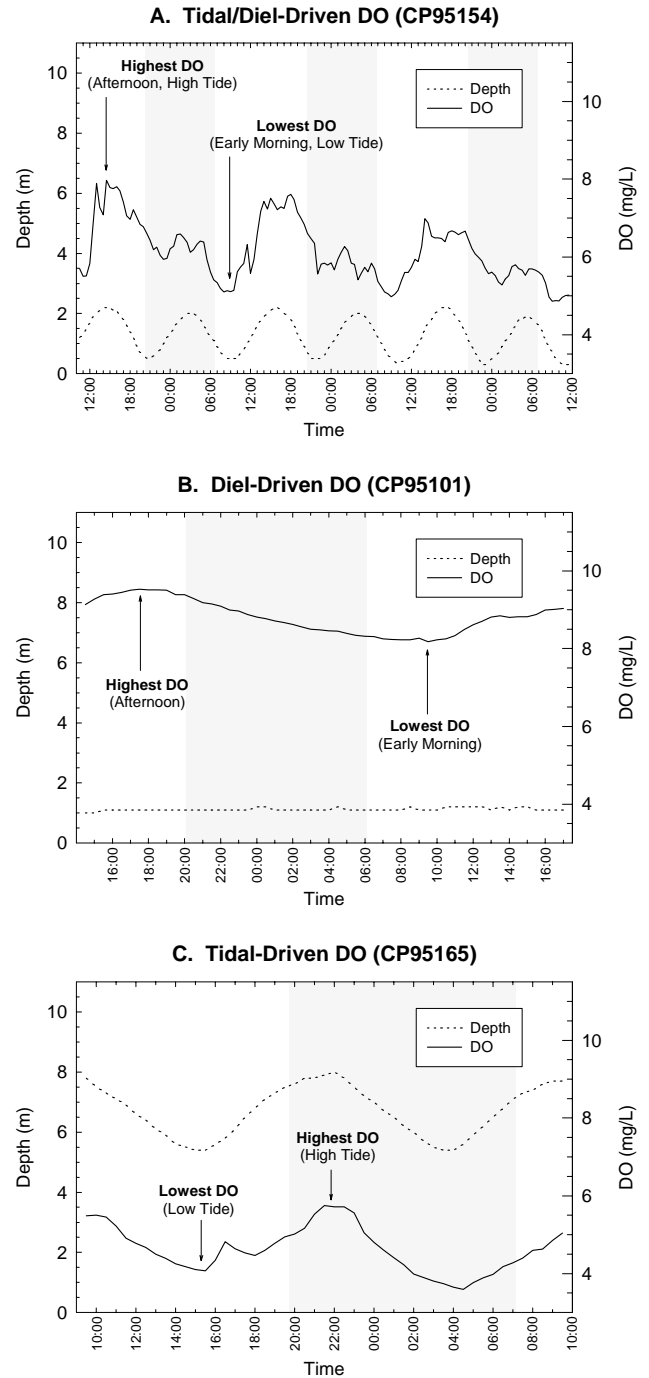 A. Tidal/Diel-Driven DO (CP95154)
Highest DO
(Afternoon, High Tide)
Lowest DO
(Early Morning, Low Tide)
Depth
DO
10
8
6
4
2
0
Depth (m)
10
8
6
4
DO (mg/L)
12:00 18:00 00:00 06:00 12:00 18:00 00:00 06:00 12:00 18:00 00:00 06:00 12:00
Time
B. Diel-Driven DO (CP95101)
Depth
DO
Highest DO
(Afternoon)
Lowest DO
(Early Morning)
10
8
6
4
2
0
Depth (m)
10
8
6
4
DO (mg/L)
16:00 18:00 20:00 22:00 00:00 02:00 04:00 06:00 08:00 10:00 12:00 14:00 16:00
Time
C. Tidal-Driven DO (CP95165)
Depth
DO
Highest DO
(High Tide)
Lowest DO
(Low Tide)
10
8
6
4
2
0
Depth (m)
10
8
6
4
DO (mg/L)
10:00 12:00 14:00 16:00 18:00 20:00 22:00 00:00 02:00 04:00 06:00 08:00 10:00
Time